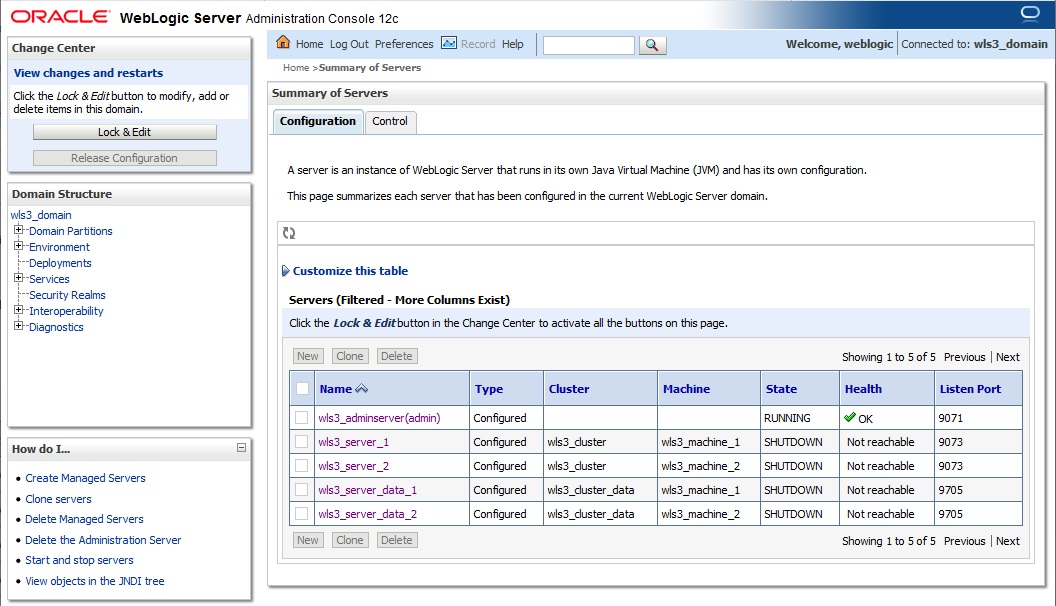 ORACLE WebLogic Server Administration Console 12c
Change Center
View changes and restarts
Click the Lock & Edit button to modify, add or
delete items in this domain.
Lock & Edit
Release Configuration
Domain Structure
wls3_domain
Domain Partitions
Environment
Deployments
Services
Security Realms
Interoperability
Diagnostics
How do I...
Create Managed Servers
Clone servers
Delete Managed Servers
Delete the Administration Server
Start and stop servers
View objects in the JNDI tree
Home Log Out Preferences Record Help
Welcome, weblogic Connected to: wls3_domain
Home >Summary of Servers
Summary of Servers
Configuration Control
A server is an instance of WebLogic Server that runs in its own Java Virtual Machine (JVM) and has its own configuration.
This page summarizes each server that has been configured in the current WebLogic Server domain.
Customize this table
Servers (Filtered - More Columns Exist)
Click the Lock & Edit button in the Change Center to activate all the buttons on this page.
New Clone Delete Showing 1 to 5 of 5 Previous | Next
Name Type Cluster Machine State Health Listen Port
wls3_adminserver(admin) Configured RUNNING OK 9071
wls3_server_1 Configured wls3_cluster wls3_machine_1 SHUTDOWN Not reachable 9073
wls3_server_2 Configured wls3_cluster wls3_machine_2 SHUTDOWN Not reachable 9073
wls3_server_data_1 Configured wls3_cluster_data wls3_machine_1 SHUTDOWN Not reachable 9705
wls3_server_data_2 Configured wls3_cluster_data wls3_machine_2 SHUTDOWN Not reachable 9705
New Clone Delete Showing 1 to 5 of 5 Previous | Next